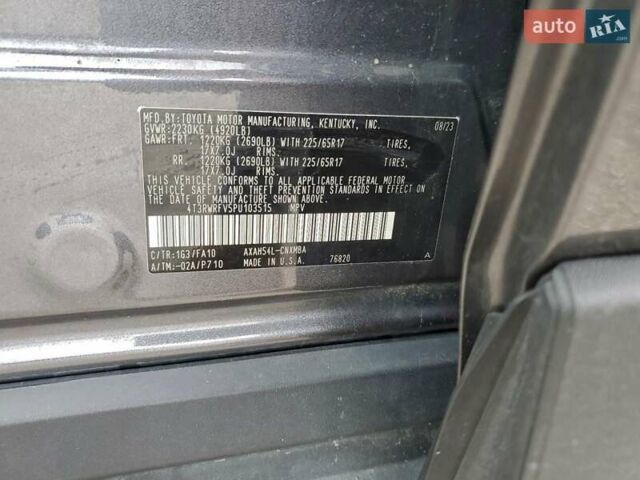 auto RIA
.com
MFD.BY:TOYOTA MOTOR MANUFACTURING, KENTUCKY, INC. 08/23
GVWR:2230KG (4920LB)
GAWR:FRT. 1220KG (2690LB) WITH 225/65R17 TIRES,
17X7.0J RIMS.
RR. 1220KG (2690LB) WITH 225/65R17 TIRES,
17X7.0J RIMS.
THIS VEHICLE CONFORMS TO ALL APPLICABLE FEDERAL MOTOR
VEHICLE SAFETY AND BUMPER STANDARDS IN EFFECT ON THE
DATE OF MANUFACTURE SHOWN ABOVE.
4T3RWRFV5PU103515 MPV
C/TR:1G3/FA10 AXAH54L-CNXMBA A
A/TM:-02A/P710 MADE IN U.S.A. 76820